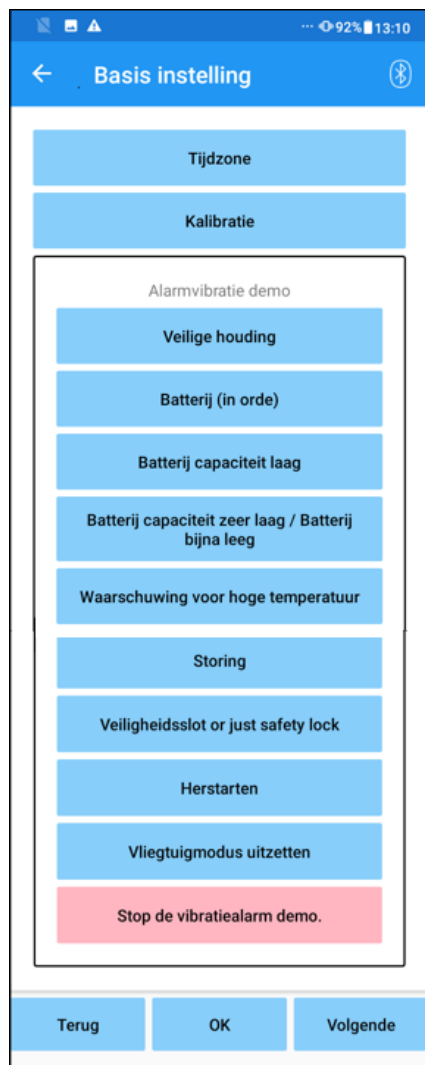 ··· 92% 13:10
Basis instelling
Tijdzone
Kalibratie
Alarmvibratie demo
Veilige houding
Batterij (in orde)
Batterij capaciteit laag
Batterij capaciteit zeer laag / Batterij
bijna leeg
Waarschuwing voor hoge temperatuur
Storing
Veiligheidsslot or just safety lock
Herstarten
Vliegtuigmodus uitzetten
Stop de vibratiealarm demo.
Terug OK Volgende